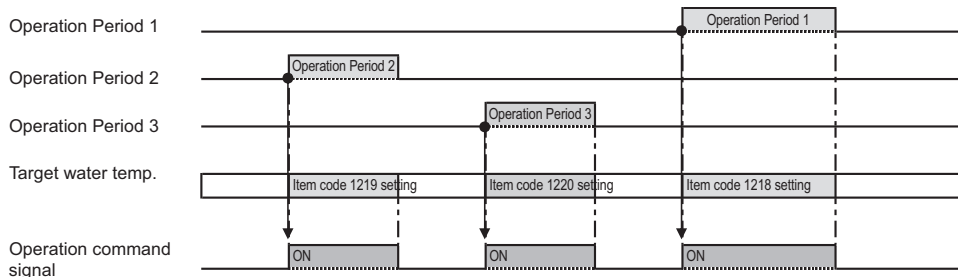 Operation Period 1
Operation Period 1
Operation Period 2
Operation Period 2
Operation Period 3
Operation Period 3
Target water temp.
Item code 1219 setting
Item code 1220 setting
Item code 1218 setting
Operation command
signal
ON
ON
ON